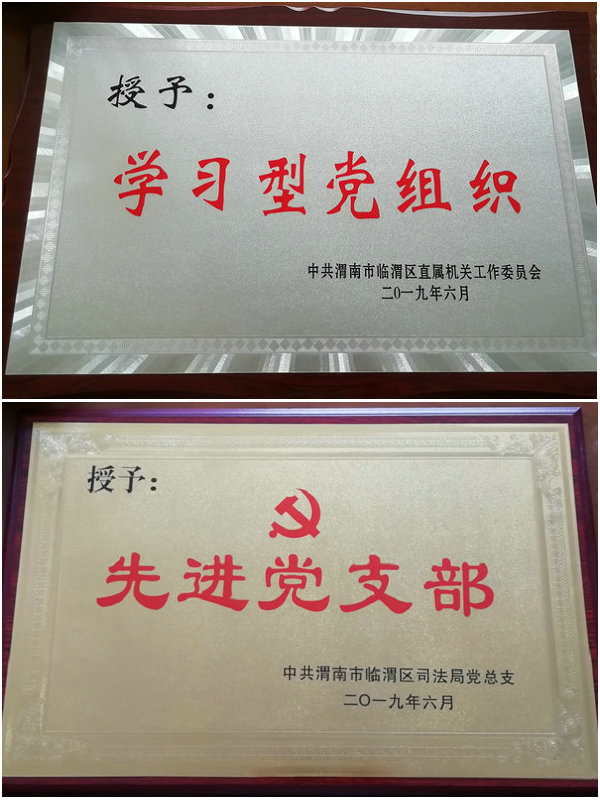 授予：
学习型党组织
中共渭南市临渭区直属机关工作委员会
二0一九年六月
授予：
先进党支部
中共渭南市临渭区司法局党总支
二〇一九年六月